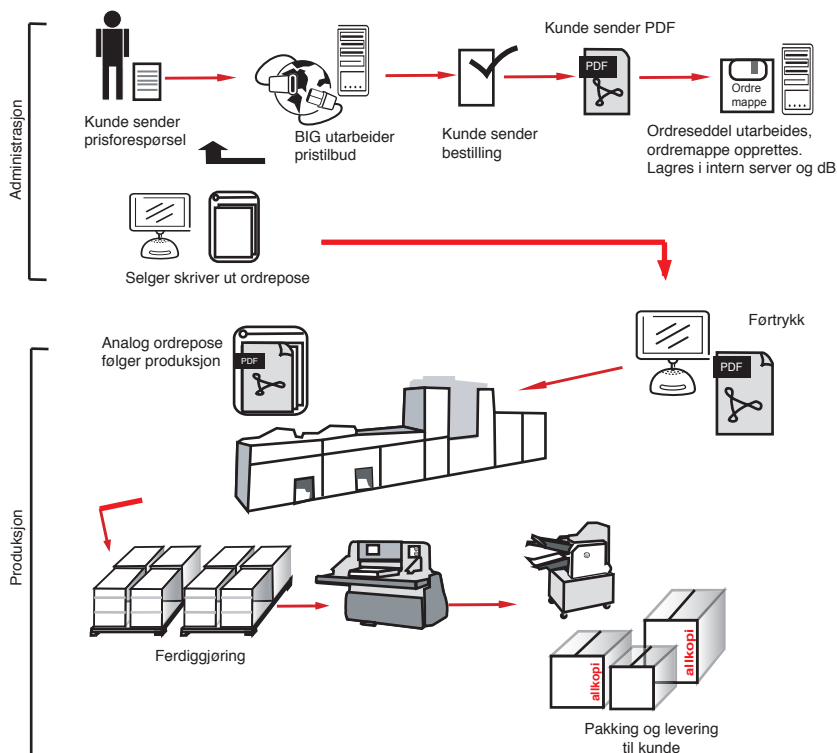 Administrasjon
Kunde sender
prisforespørsel
BIG utarbeider
pristilbud
Kunde sender
bestilling
Kunde sender PDF
PDF
Ordre
mappe
Ordreseddel utarbeides,
ordremappe opprettes.
Lagres i intern server og dB
Selger skriver ut ordrepose
Produksjon
Førtrykk
PDF
Analog ordrepose
følger produksjon
PDF
Ferdiggjøring
allkopi
allkopi
Pakking og levering
til kunde